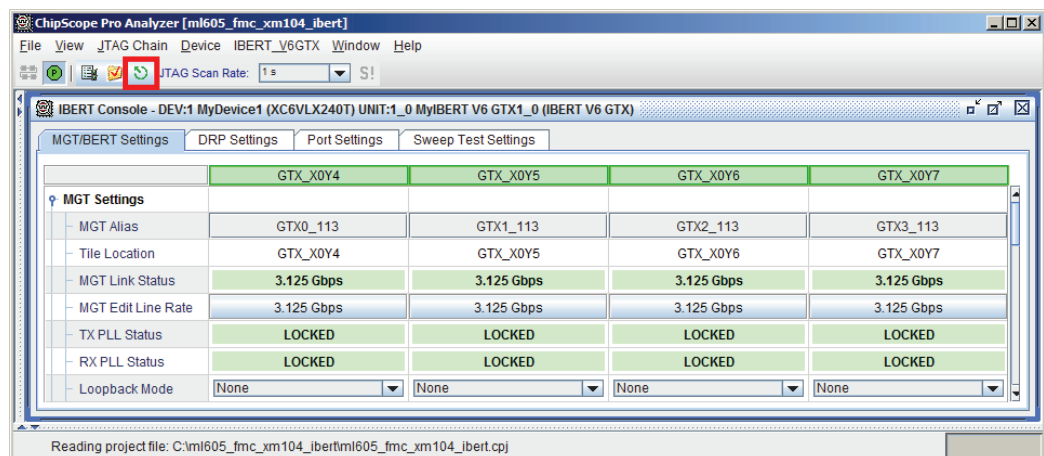 ChipScope Pro Analyzer [ml605_fmc_xm104_ibert]
File View JTAG Chain Device IBERT_V6GTX Window Help
JTAG Scan Rate: 1 s S!
IBERT Console - DEV:1 MyDevice1 (XC6VLX240T) UNIT:1_0 MyIBERT V6 GTX1_0 (IBERT V6 GTX)
MGT/BERT Settings DRP Settings Port Settings Sweep Test Settings
GTX_X0Y4 GTX_X0Y5 GTX_X0Y6 GTX_X0Y7
MGT Settings
MGT Alias GTX0_113 GTX1_113 GTX2_113 GTX3_113
Tile Location GTX_X0Y4 GTX_X0Y5 GTX_X0Y6 GTX_X0Y7
MGT Link Status 3.125 Gbps 3.125 Gbps 3.125 Gbps 3.125 Gbps
MGT Edit Line Rate 3.125 Gbps 3.125 Gbps 3.125 Gbps 3.125 Gbps
TX PLL Status LOCKED LOCKED LOCKED LOCKED
RX PLL Status LOCKED LOCKED LOCKED LOCKED
Loopback Mode None None None None
Reading project file: C:\ml605_fmc_xm104_ibert\ml605_fmc_xm104_ibert.cpj